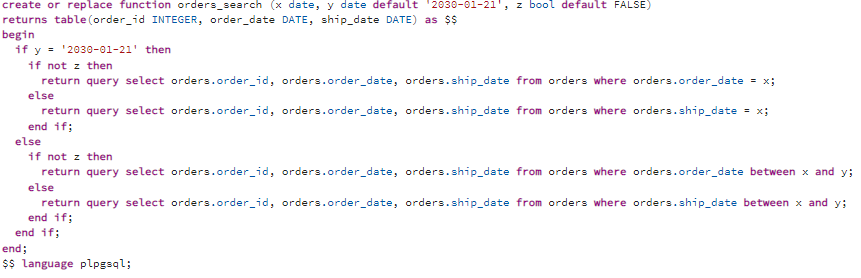 create or replace function orders_search (x date, y date default '2030-01-21', z bool default FALSE)
returns table(order_id INTEGER, order_date DATE, ship_date DATE) as $$
begin
  if y = '2030-01-21' then
    if not z then
      return query select orders.order_id, orders.order_date, orders.ship_date from orders where orders.order_date = x;
    else
      return query select orders.order_id, orders.order_date, orders.ship_date from orders where orders.ship_date = x;
    end if;
  else
    if not z then
      return query select orders.order_id, orders.order_date, orders.ship_date from orders where orders.order_date between x and y;
    else
      return query select orders.order_id, orders.order_date, orders.ship_date from orders where orders.ship_date between x and y;
    end if;
  end if;
end;
$$ language plpgsql;